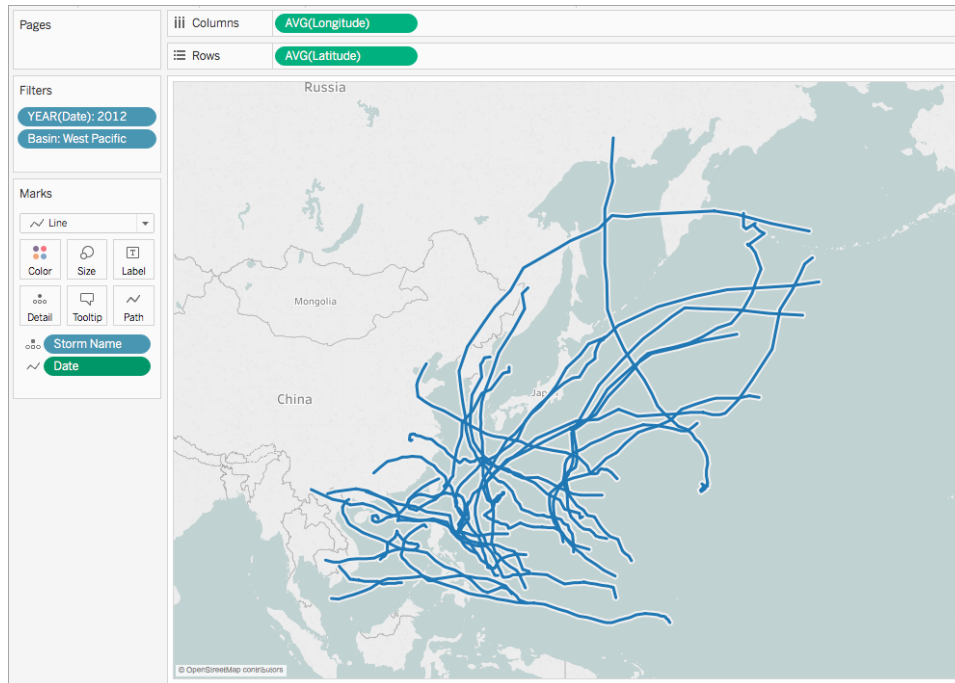 Pages
Columns
AVG(Longitude)
Rows
AVG(Latitude)
Filters
YEAR(Date): 2012
Basin: West Pacific
Marks
Line
Color
Size
Label
Detail
Tooltip
Path
Storm Name
Date
Russia
Mongolia
China
© OpenStreetMap contributors